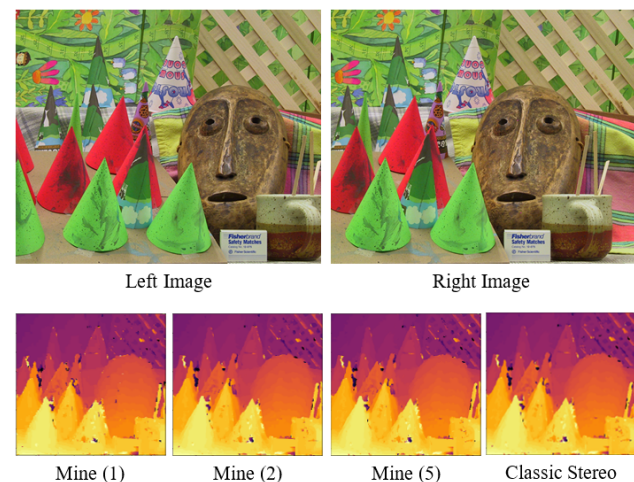 Fisherbrand
Safety Matches
Fisherbrand
Safety Matches
Left Image
Right Image
Mine (1)
Mine (2)
Mine (5)
Classic Stereo